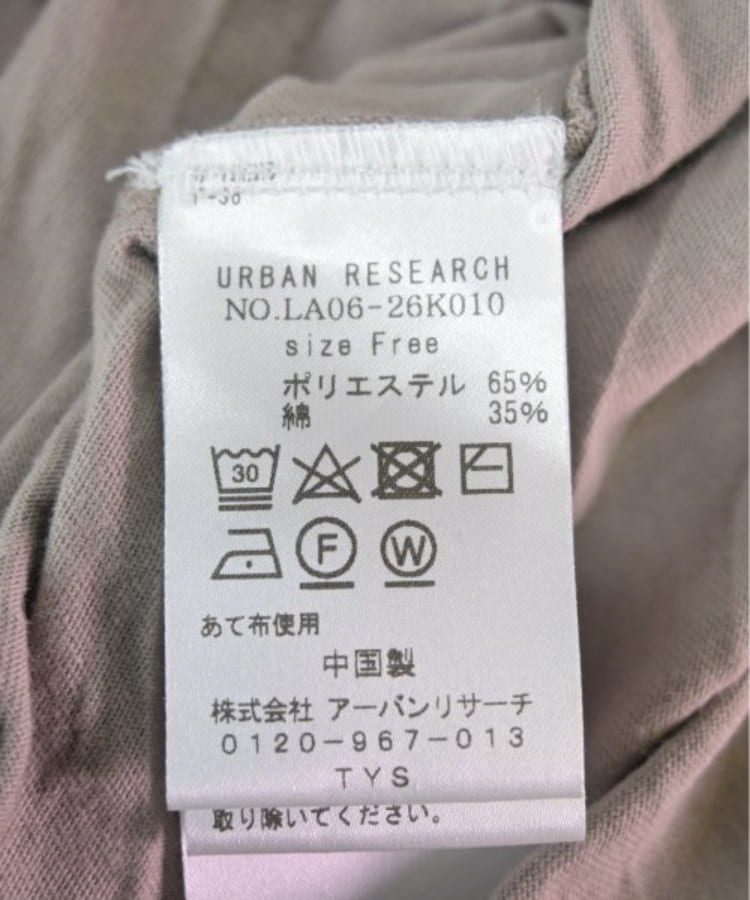 F-36
URBAN RESEARCH
NO.LA06-26K010
size Free
ポリエステル 65%
綿 35%
30
F W
あて布使用
中国製
株式会社 アーバンリサーチ
0120-967-013
TYS
取り除いてください。